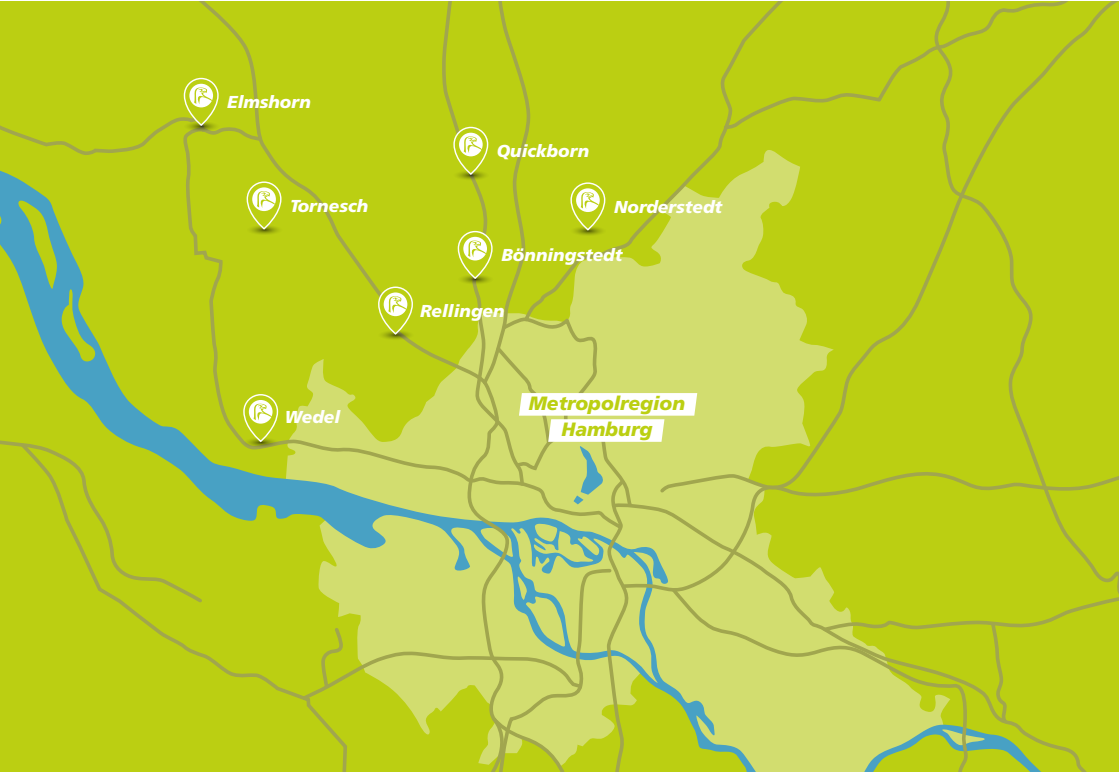 Elmshorn
Quickborn
Tornesch
Norderstedt
Bönningstedt
Rellingen
Metropolregion
Hamburg
Wedel